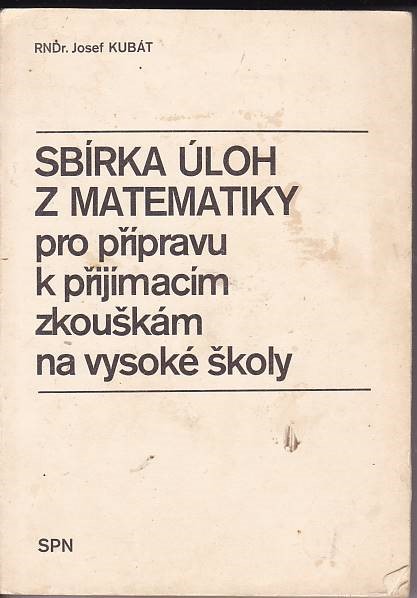 RNDr. Josef KUBÁT
SBÍRKA ÚLOH
Z MATEMATIKY
pro přípravu
k přijímacím
zkouškám
na vysoké školy
SPN